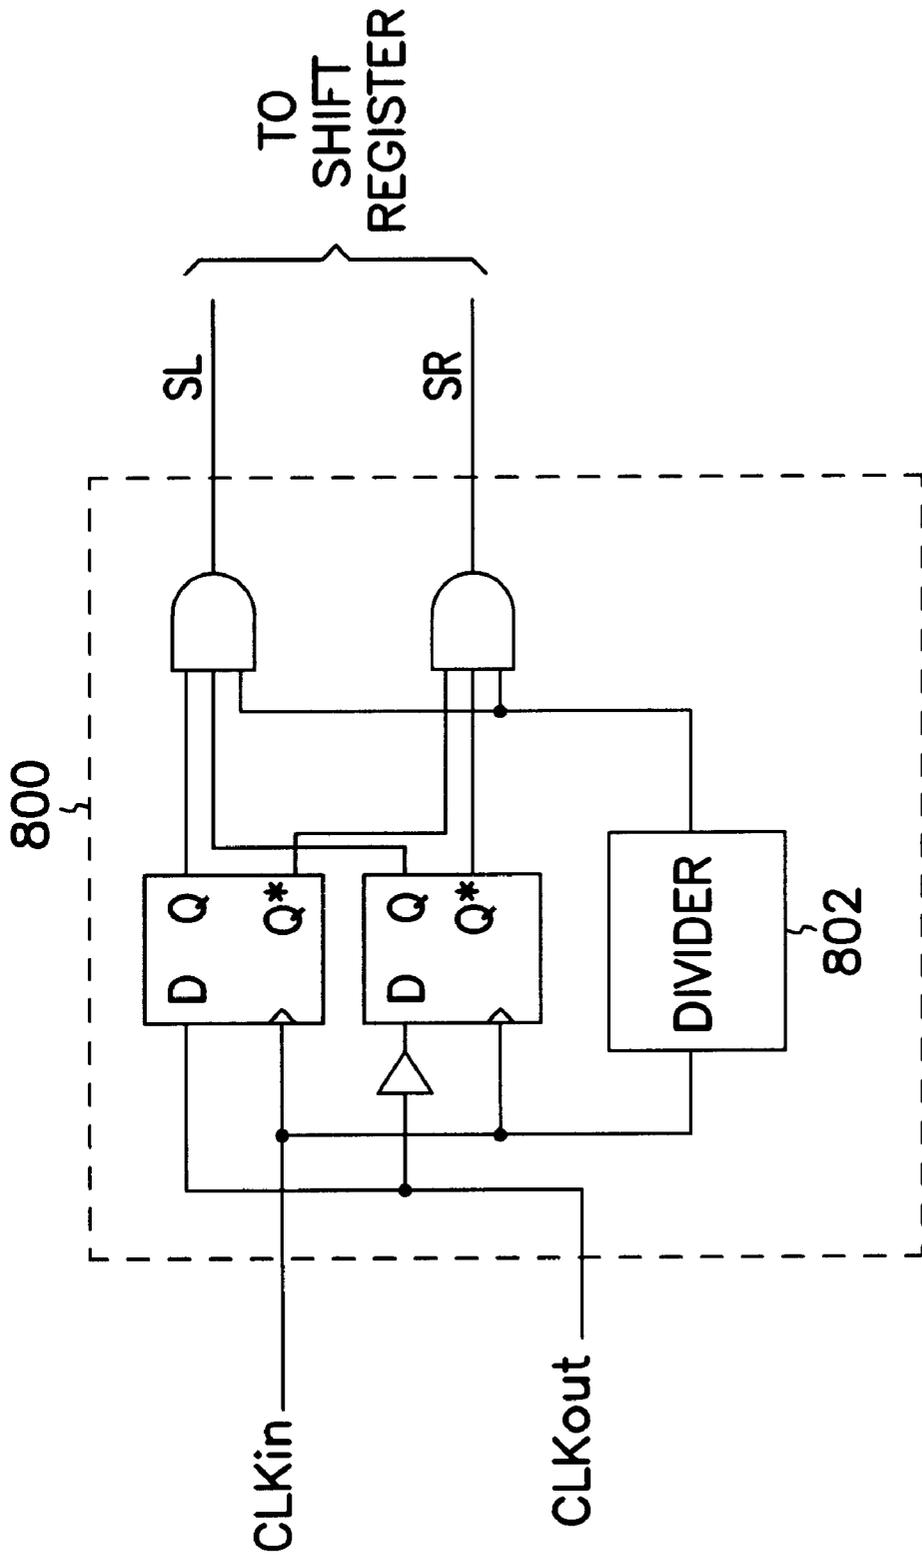 800
CLKin
CLKout
D
Q
Q*
D
Q
Q*
DIVIDER
802
SL
SR
TO
SHIFT
REGISTER